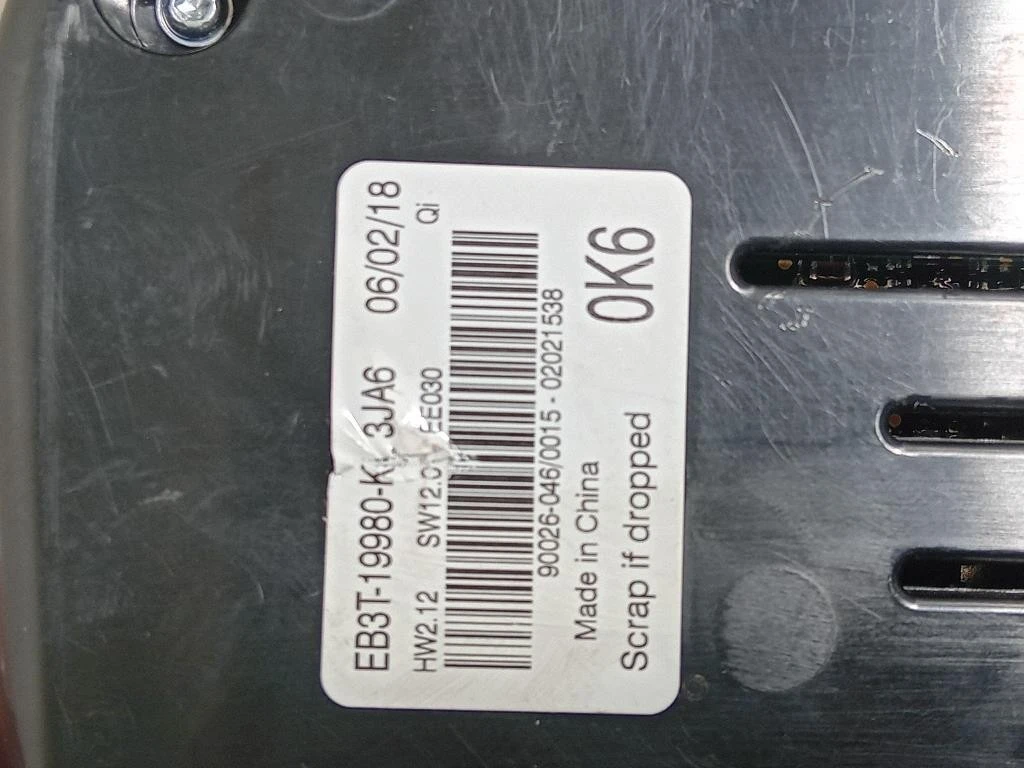 EB3T-19980-K 3JA6 06/02/18
HW2.12 SW12.0 EE030 Qi
90026-046/0015 - 02021538
Made in China
Scrap if dropped 0K6